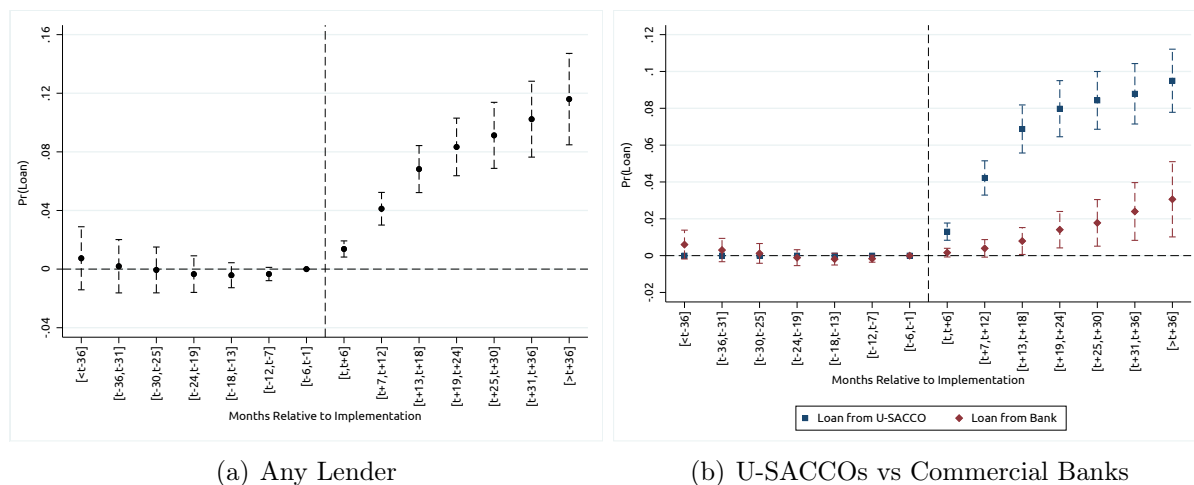 Pr(Loan)
.16
.12
.08
.04
0
-.04
[<t-36]
[t-36,t-31]
[t-30,t-25]
[t-24,t-19]
[t-18,t-13]
[t-12,t-7]
[t-6,t-1]
[t,t+6]
[t+7,t+12]
[t+13,t+18]
[t+19,t+24]
[t+25,t+30]
[t+31,t+36]
[>t+36]
Months Relative to Implementation
(a) Any Lender
Pr(Loan)
.12
.1
.08
.06
.04
.02
0
-.02
[<t-36]
[t-36,t-31]
[t-30,t-25]
[t-24,t-19]
[t-18,t-13]
[t-12,t-7]
[t-6,t-1]
[t,t+6]
[t+7,t+12]
[t+13,t+18]
[t+19,t+24]
[t+25,t+30]
[t+31,t+36]
[>t+36]
Months Relative to Implementation
Loan from U-SACCO Loan from Bank
(b) U-SACCOs vs Commercial Banks